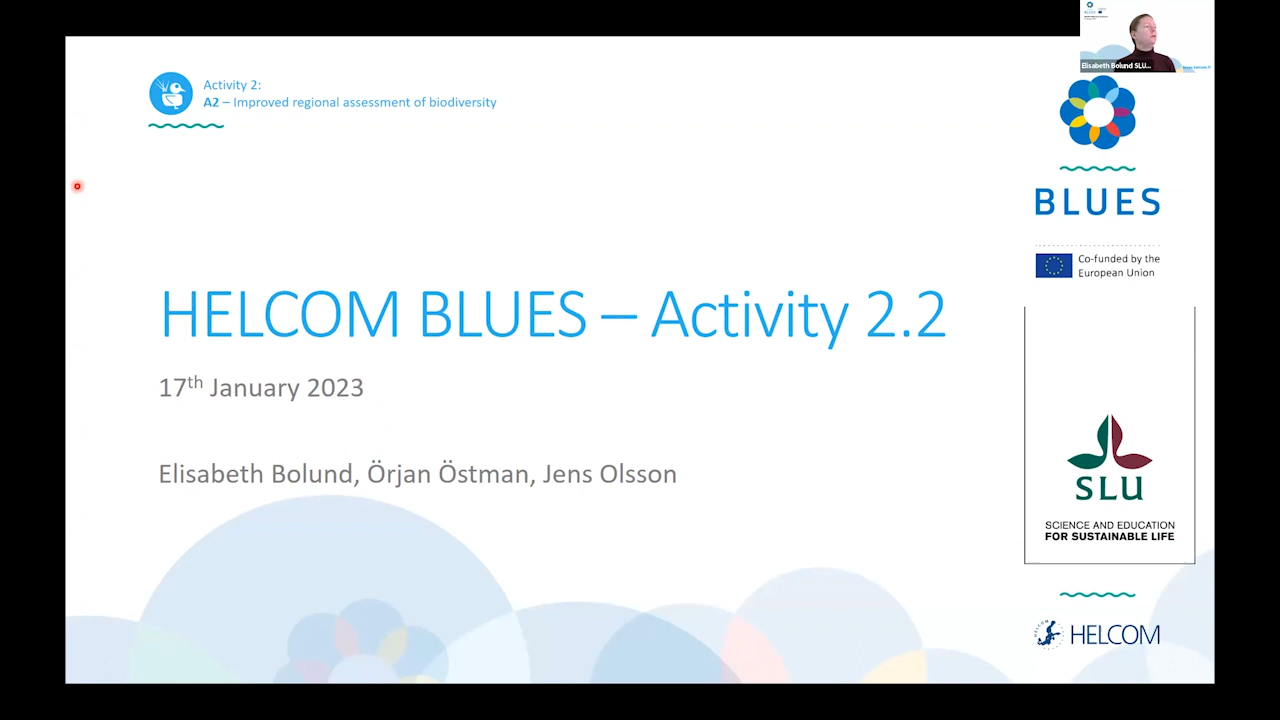 Activity 2:
A2 – Improved regional assessment of biodiversity
Elisabeth Bolund SLU...
BLUES
Co-funded by the
European Union
HELCOM BLUES – Activity 2.2
17th January 2023
Elisabeth Bolund, Örjan Östman, Jens Olsson
SLU
SCIENCE AND EDUCATION
FOR SUSTAINABLE LIFE
HELCOM